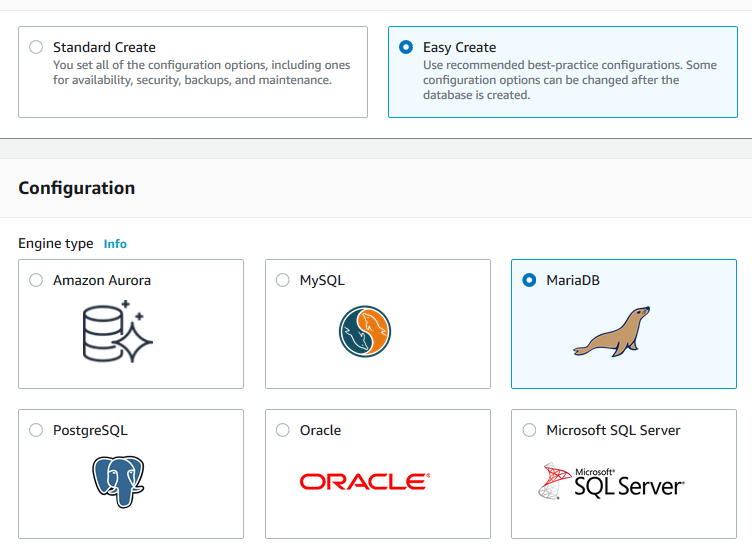 Standard Create
You set all of the configuration options, including ones
for availability, security, backups, and maintenance.
Easy Create
Use recommended best-practice configurations. Some
configuration options can be changed after the
database is created.
Configuration
Engine type Info
Amazon Aurora
MySQL
MariaDB
PostgreSQL
Oracle
ORACLE®
Microsoft SQL Server
Microsoft®
SQL Server®